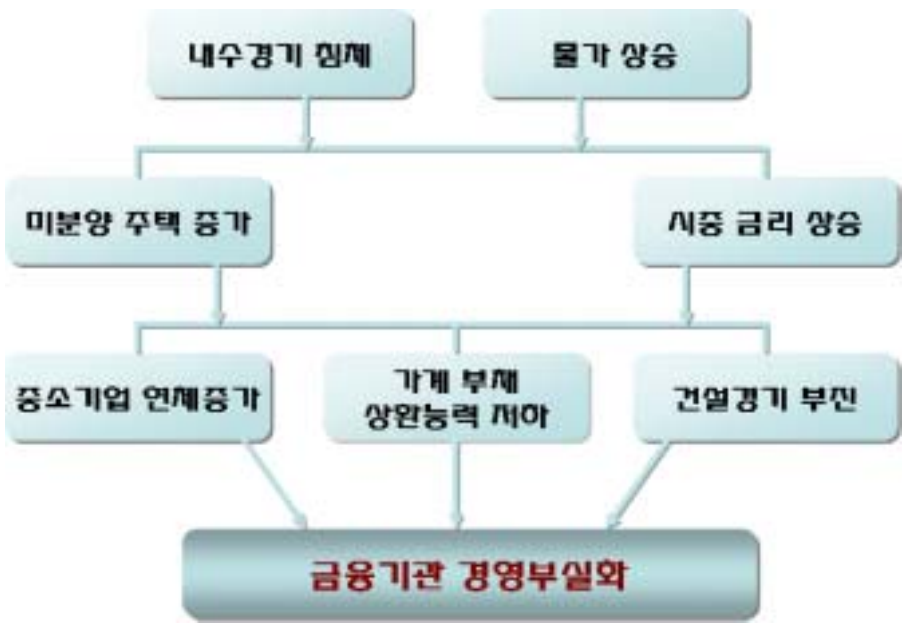 내수경기 침체
물가 상승
미분양 주택 증가
시중 금리 상승
중소기업 연체증가
가계 부채
상환능력 저하
건설경기 부진
금융기관 경영부실화